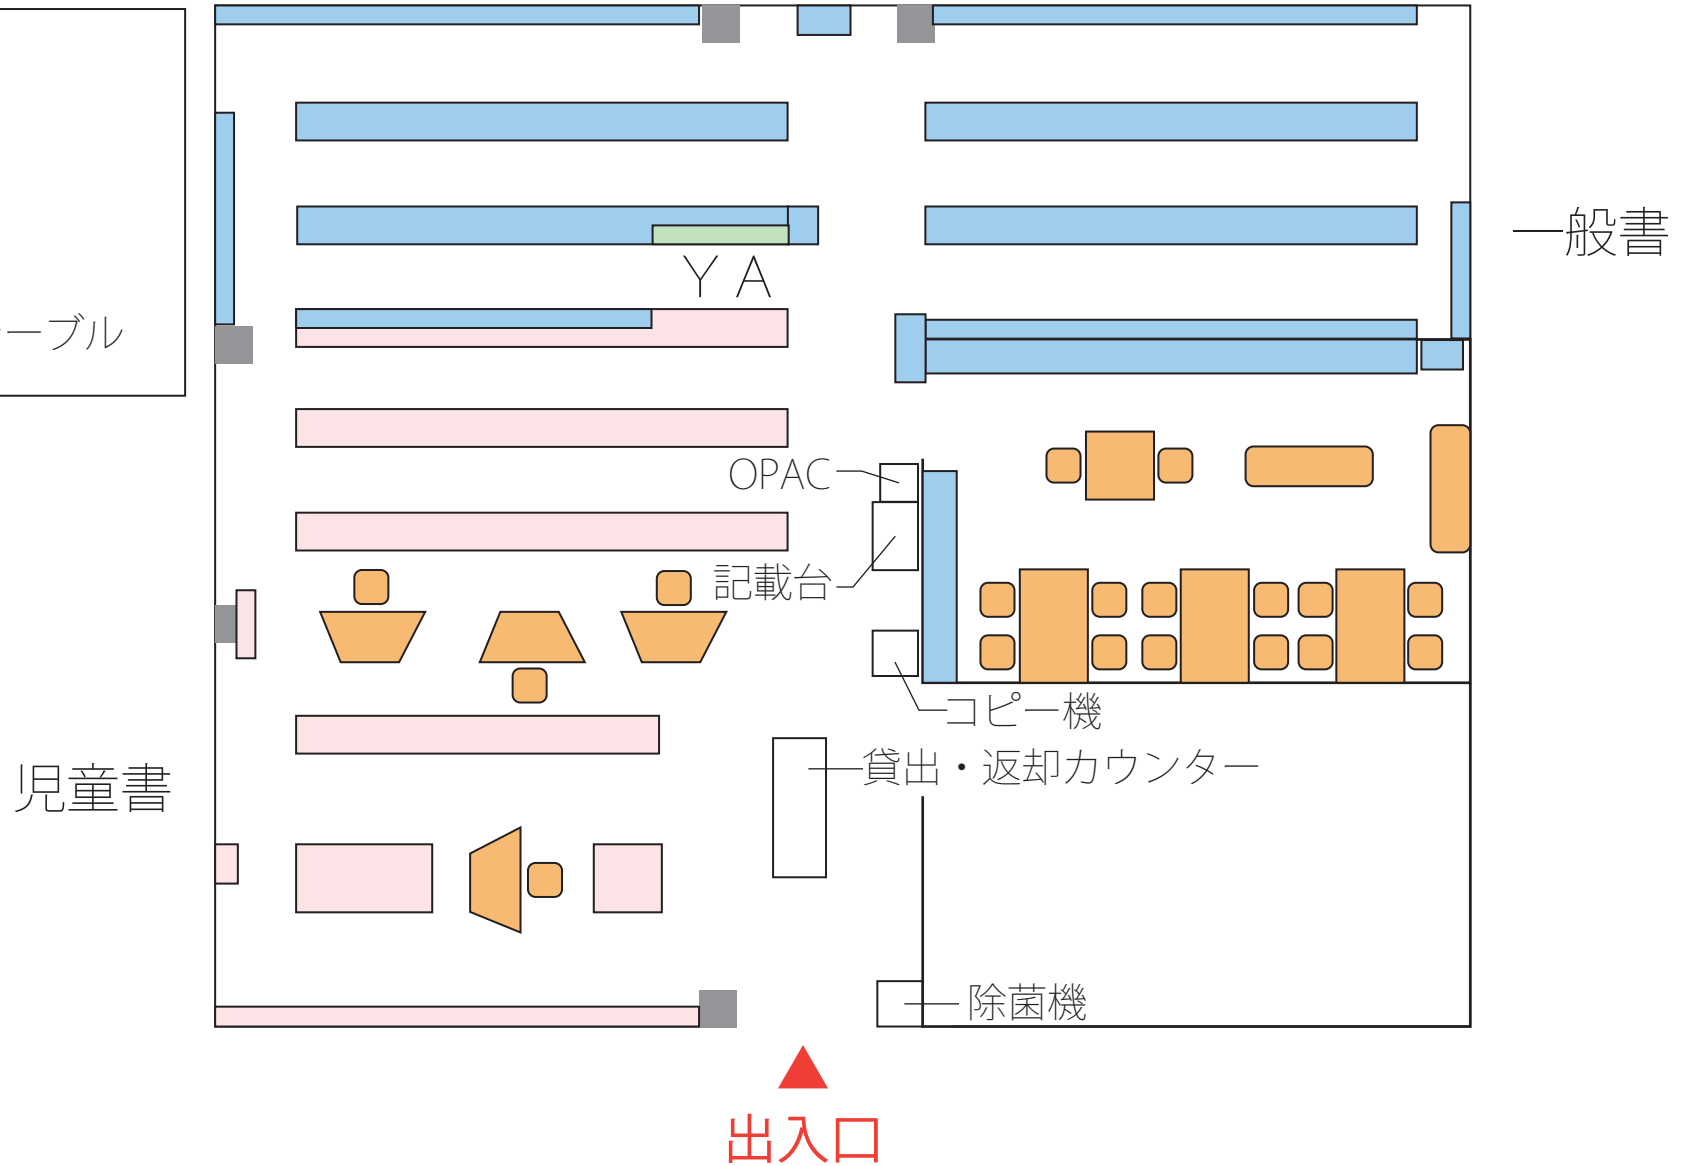 一般書
ＹＡ
ーブル
OPAC
記載台
コピー機
貸出・返却カウンター
児童書
除菌機
出入口